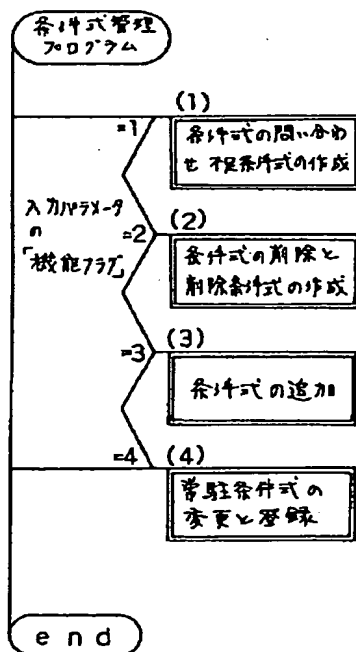 条件式管理
プログラム
(1)
=1
条件式の問い合わ
せ 不足条件式の作成
入力パラメータ
の
「機能フラグ」
(2)
=2
条件式の削除と
削除条件式の作成
(3)
=3
条件式の追加
=4
(4)
常駐条件式の
変更と登録
end